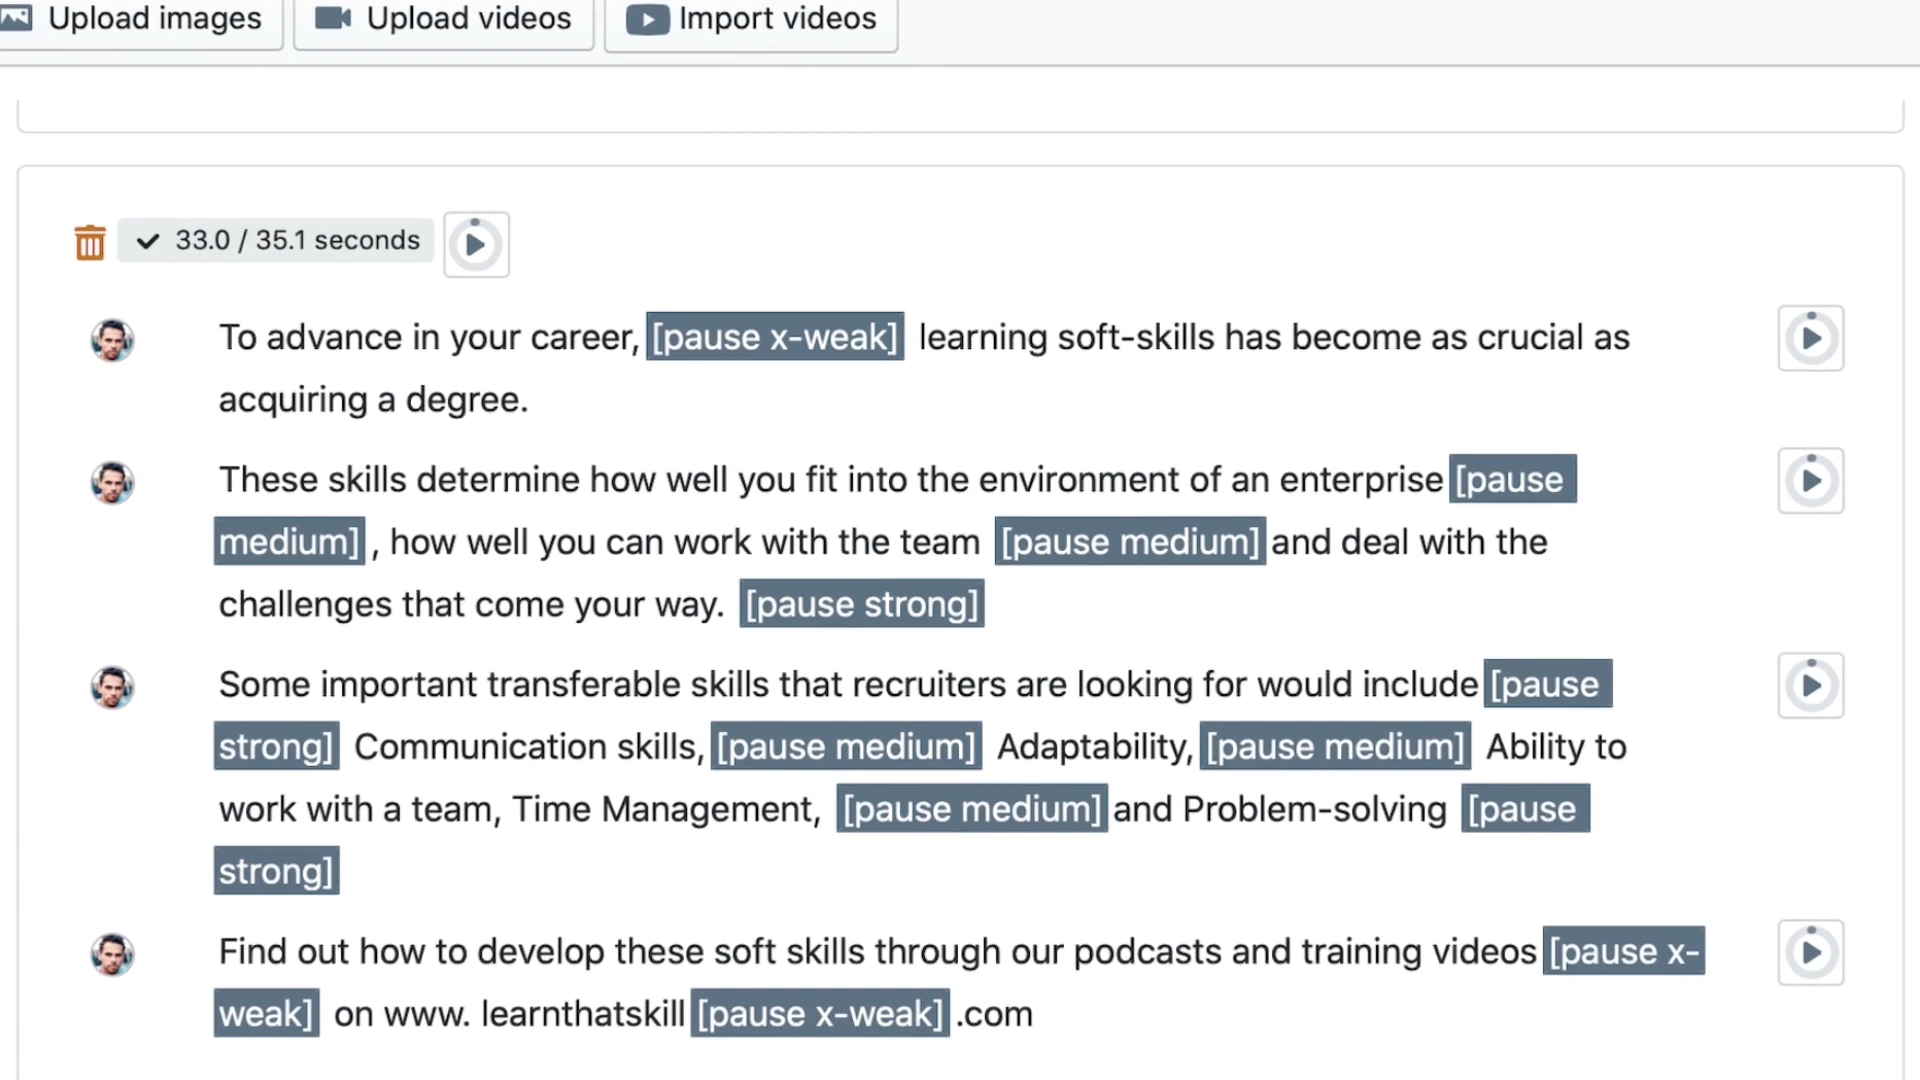 Upload images Upload videos Import videos
33.0 / 35.1 seconds
To advance in your career, [pause x-weak] learning soft-skills has become as crucial as
acquiring a degree.
These skills determine how well you fit into the environment of an enterprise [pause
medium] , how well you can work with the team [pause medium] and deal with the
challenges that come your way. [pause strong]
Some important transferable skills that recruiters are looking for would include [pause
strong] Communication skills, [pause medium] Adaptability, [pause medium] Ability to
work with a team, Time Management, [pause medium] and Problem-solving [pause
strong]
Find out how to develop these soft skills through our podcasts and training videos [pause x-
weak] on www. learnthatskill [pause x-weak] .com